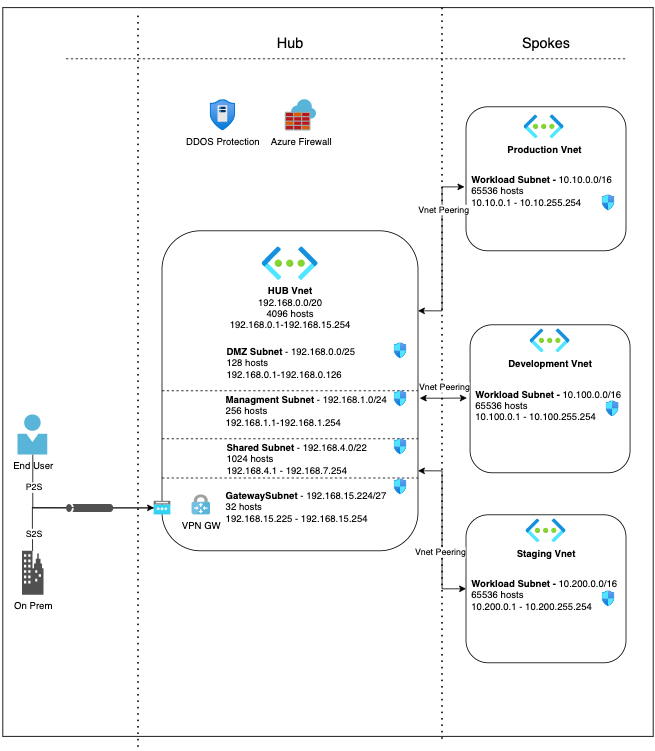 Hub
Spokes
DDOS Protection
Azure Firewall
Production Vnet
Workload Subnet - 10.10.0.0/16
65536 hosts
10.10.0.1 - 10.10.255.254
Vnet Peering
HUB Vnet
192.168.0.0/20
4096 hosts
192.168.0.1-192.168.15.254
DMZ Subnet - 192.168.0.0/25
128 hosts
192.168.0.1-192.168.0.126
Managment Subnet - 192.168.1.0/24
256 hosts
192.168.1.1-192.168.1.254
Shared Subnet - 192.168.4.0/22
1024 hosts
192.168.4.1 - 192.168.7.254
GatewaySubnet - 192.168.15.224/27
32 hosts
192.168.15.225 - 192.168.15.254
VPN GW
Vnet Peering
Development Vnet
Workload Subnet - 10.100.0.0/16
65536 hosts
10.100.0.1 - 10.100.255.254
End User
P2S
S2S
On Prem
Vnet Peering
Staging Vnet
Workload Subnet - 10.200.0.0/16
65536 hosts
10.200.0.1 - 10.200.255.254